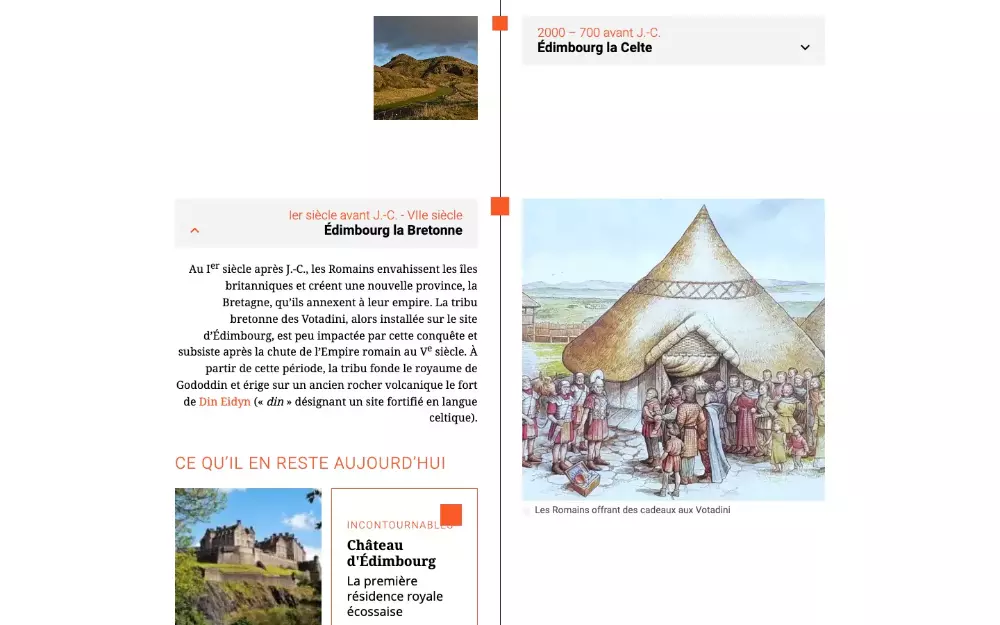 2000 – 700 avant J.-C.
Édimbourg la Celte
Ier siècle avant J.-C. - VIIe siècle
Édimbourg la Bretonne
Au Ier siècle après J.-C., les Romains envahissent les îles
britanniques et créent une nouvelle province, la
Bretagne, qu’ils annexent à leur empire. La tribu
bretonne des Votadini, alors installée sur le site
d’Édimbourg, est peu impactée par cette conquête et
subsiste après la chute de l’Empire romain au Ve siècle. À
partir de cette période, la tribu fonde le royaume de
Gododdin et érige sur un ancien rocher volcanique le fort
de Din Eidyn (« din » désignant un site fortifié en langue
celtique).
Les Romains offrant des cadeaux aux Votadini
CE QU’IL EN RESTE AUJOURD’HUI
INCONTOURNABLES
Château
d'Édimbourg
La première
résidence royale
écossaise